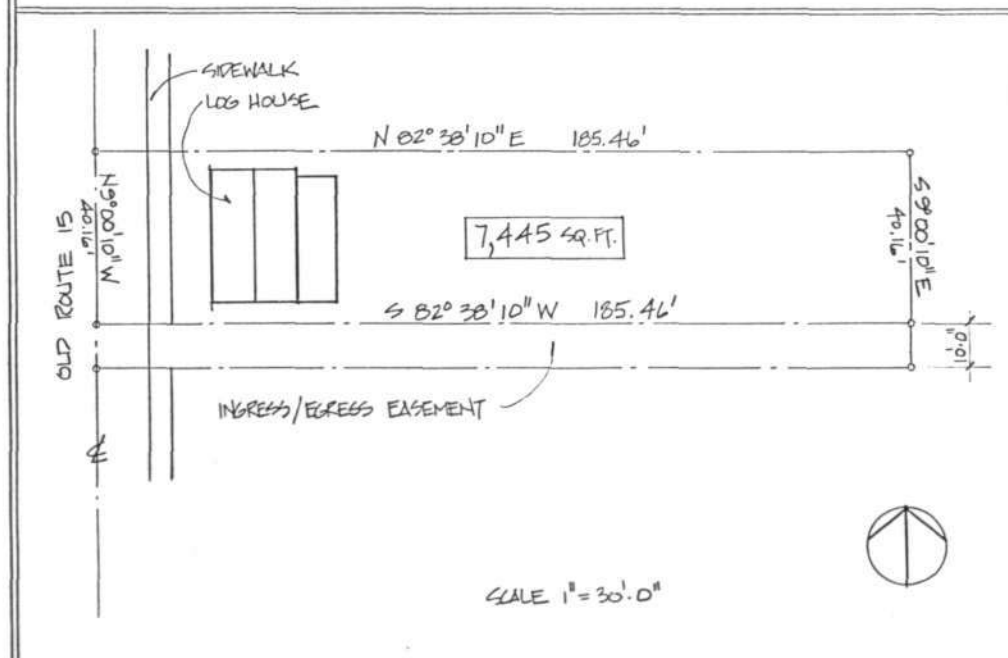 SIDEWALK
LOG HOUSE
N 82° 38' 10" E 185.46'
N 9° 00' 10" W
40.16'
OLD ROUTE 15
7,445 SQ.FT.
S 9° 00' 10" E
40.16'
S 82° 38' 10" W 185.46'
10'.0"
INGRESS/EGRESS EASEMENT
℄
SCALE 1" = 30'.0"